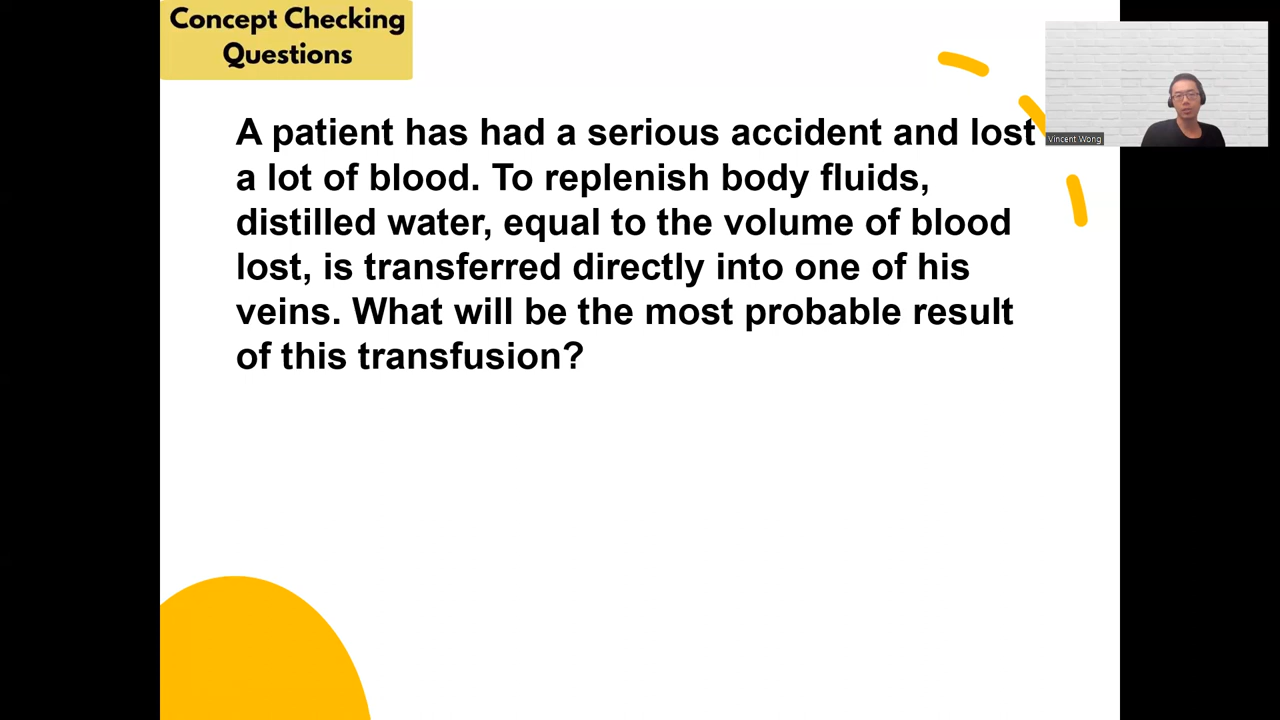 Concept Checking
Questions
A patient has had a serious accident and lost
a lot of blood. To replenish body fluids,
distilled water, equal to the volume of blood
lost, is transferred directly into one of his
veins. What will be the most probable result
of this transfusion?
Vincent Wong